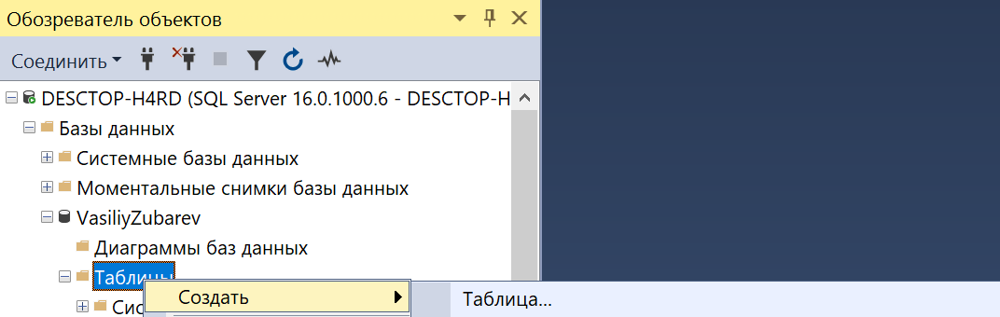 Обозреватель объектов
Соединить
DESCTOP-H4RD (SQL Server 16.0.1000.6 - DESCTOP-H
Базы данных
Системные базы данных
Моментальные снимки базы данных
VasiliyZubarev
Диаграммы баз данных
Таблицы
Создать
Таблица...
Сис